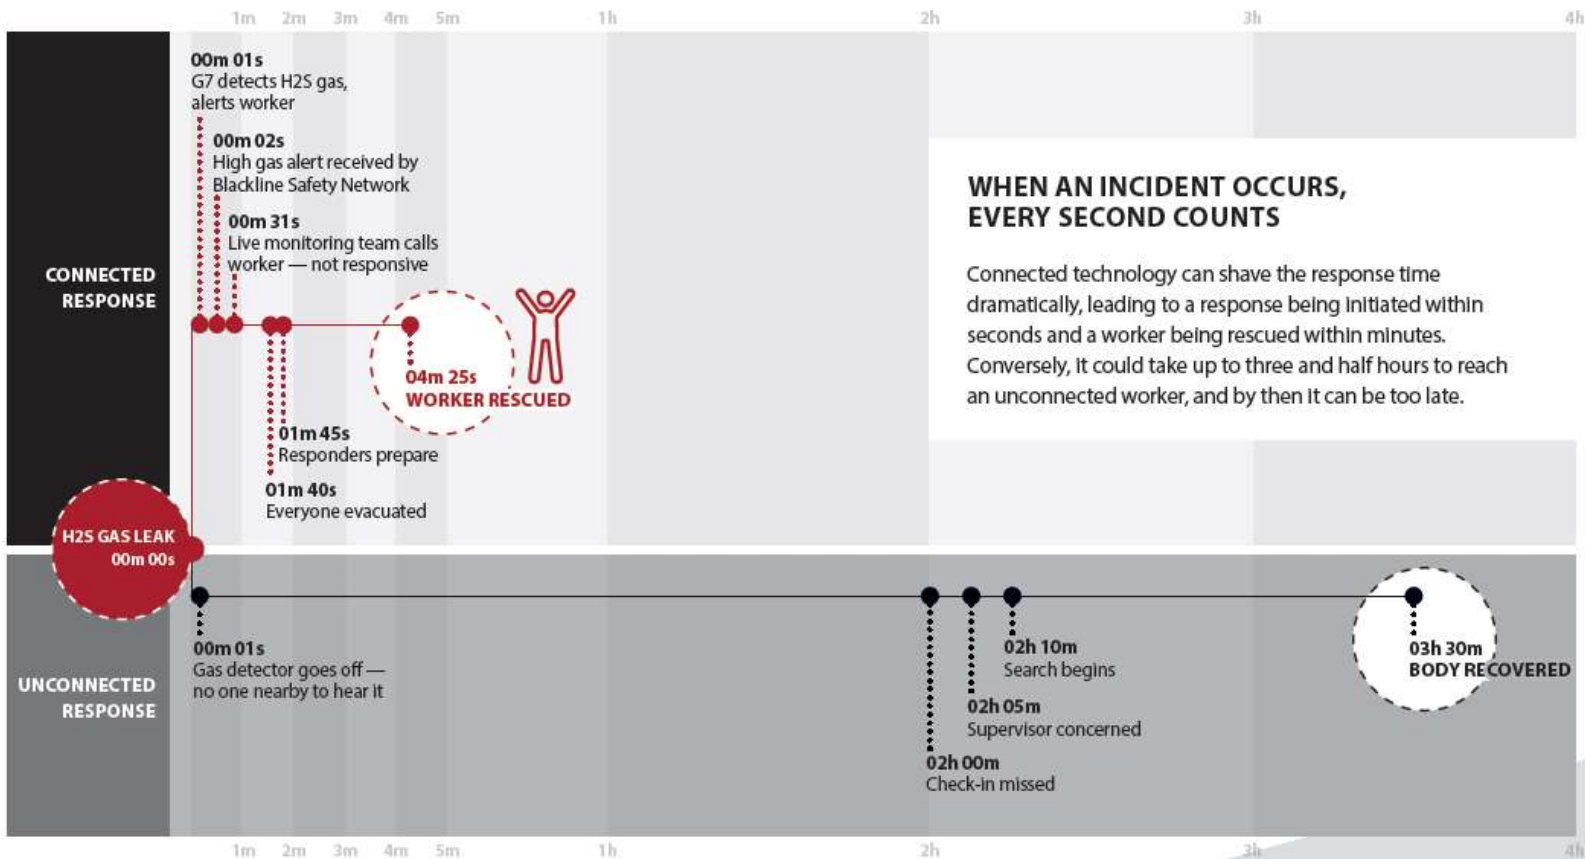 1m 2m 3m 4m 5m 1h 2h 3h 4h
00m 01s
G7 detects H2S gas,
alerts worker
00m 02s
High gas alert received by
Blackline Safety Network
00m 31s
Live monitoring team calls
worker — not responsive
CONNECTED
RESPONSE
04m 25s
WORKER RESCUED
01m 45s
Responders prepare
01m 40s
Everyone evacuated
WHEN AN INCIDENT OCCURS,
EVERY SECOND COUNTS
Connected technology can shave the response time
dramatically, leading to a response being initiated within
seconds and a worker being rescued within minutes.
Conversely, it could take up to three and half hours to reach
an unconnected worker, and by then it can be too late.
H2S GAS LEAK
00m 00s
UNCONNECTED
RESPONSE
00m 01s
Gas detector goes off —
no one nearby to hear it
02h 00m
Check-in missed
02h 05m
Supervisor concerned
02h 10m
Search begins
03h 30m
BODY RECOVERED
1m 2m 3m 4m 5m 1h 2h 3h 4h